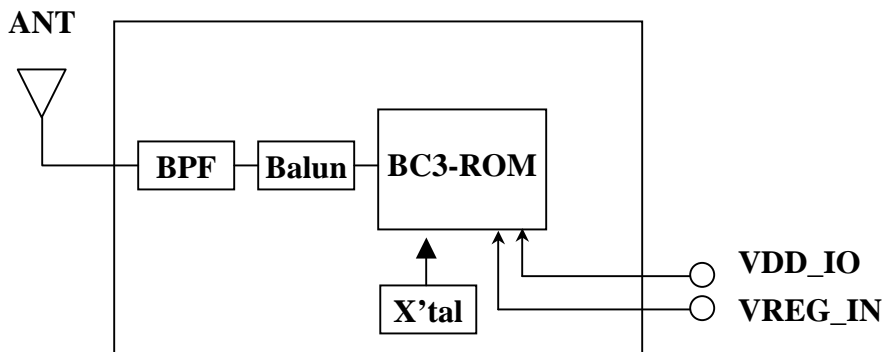 ANT
BPF
Balun
BC3-ROM
X’tal
VDD_IO
VREG_IN